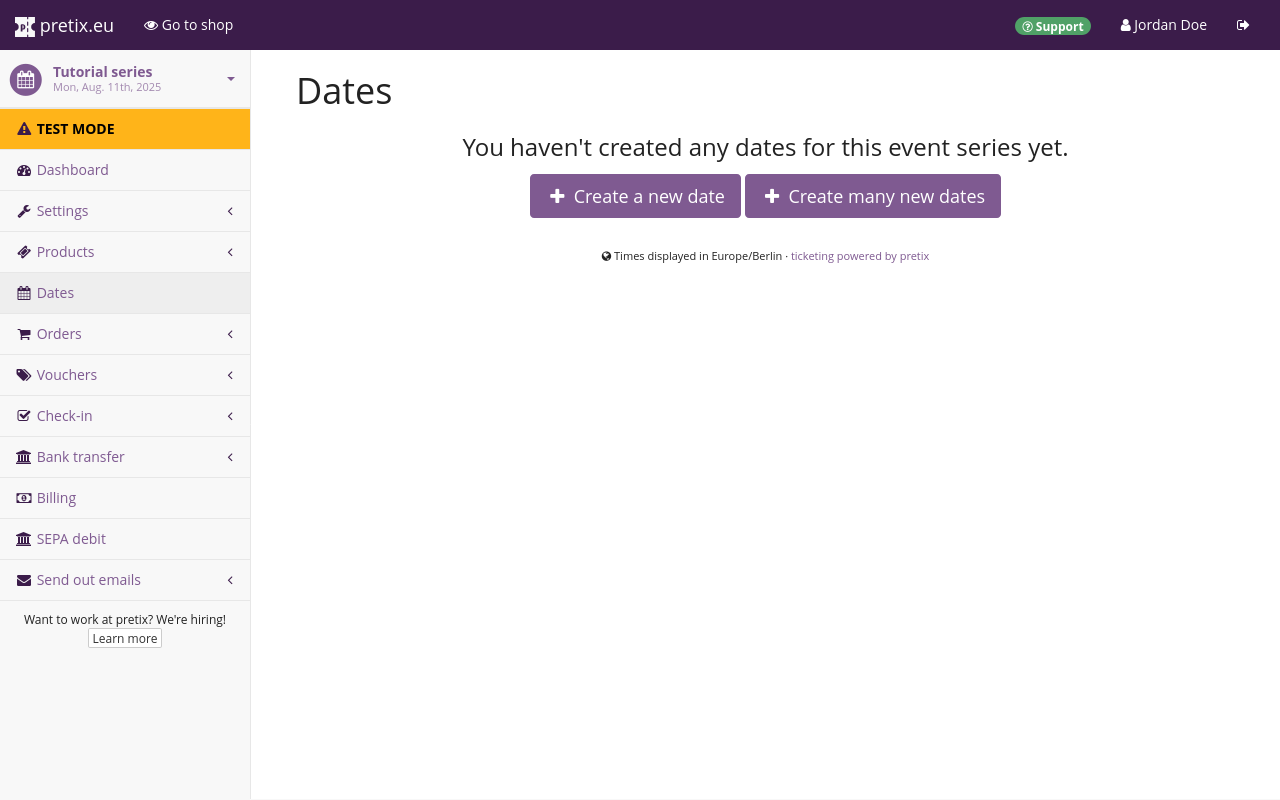 pretix.eu
Go to shop
Support
Jordan Doe
Tutorial series
Mon, Aug. 11th, 2025
TEST MODE
Dashboard
Settings
Products
Dates
Orders
Vouchers
Check-in
Bank transfer
Billing
SEPA debit
Send out emails
Want to work at pretix? We're hiring!
Learn more
Dates
You haven't created any dates for this event series yet.
Create a new date
Create many new dates
Times displayed in Europe/Berlin · ticketing powered by pretix